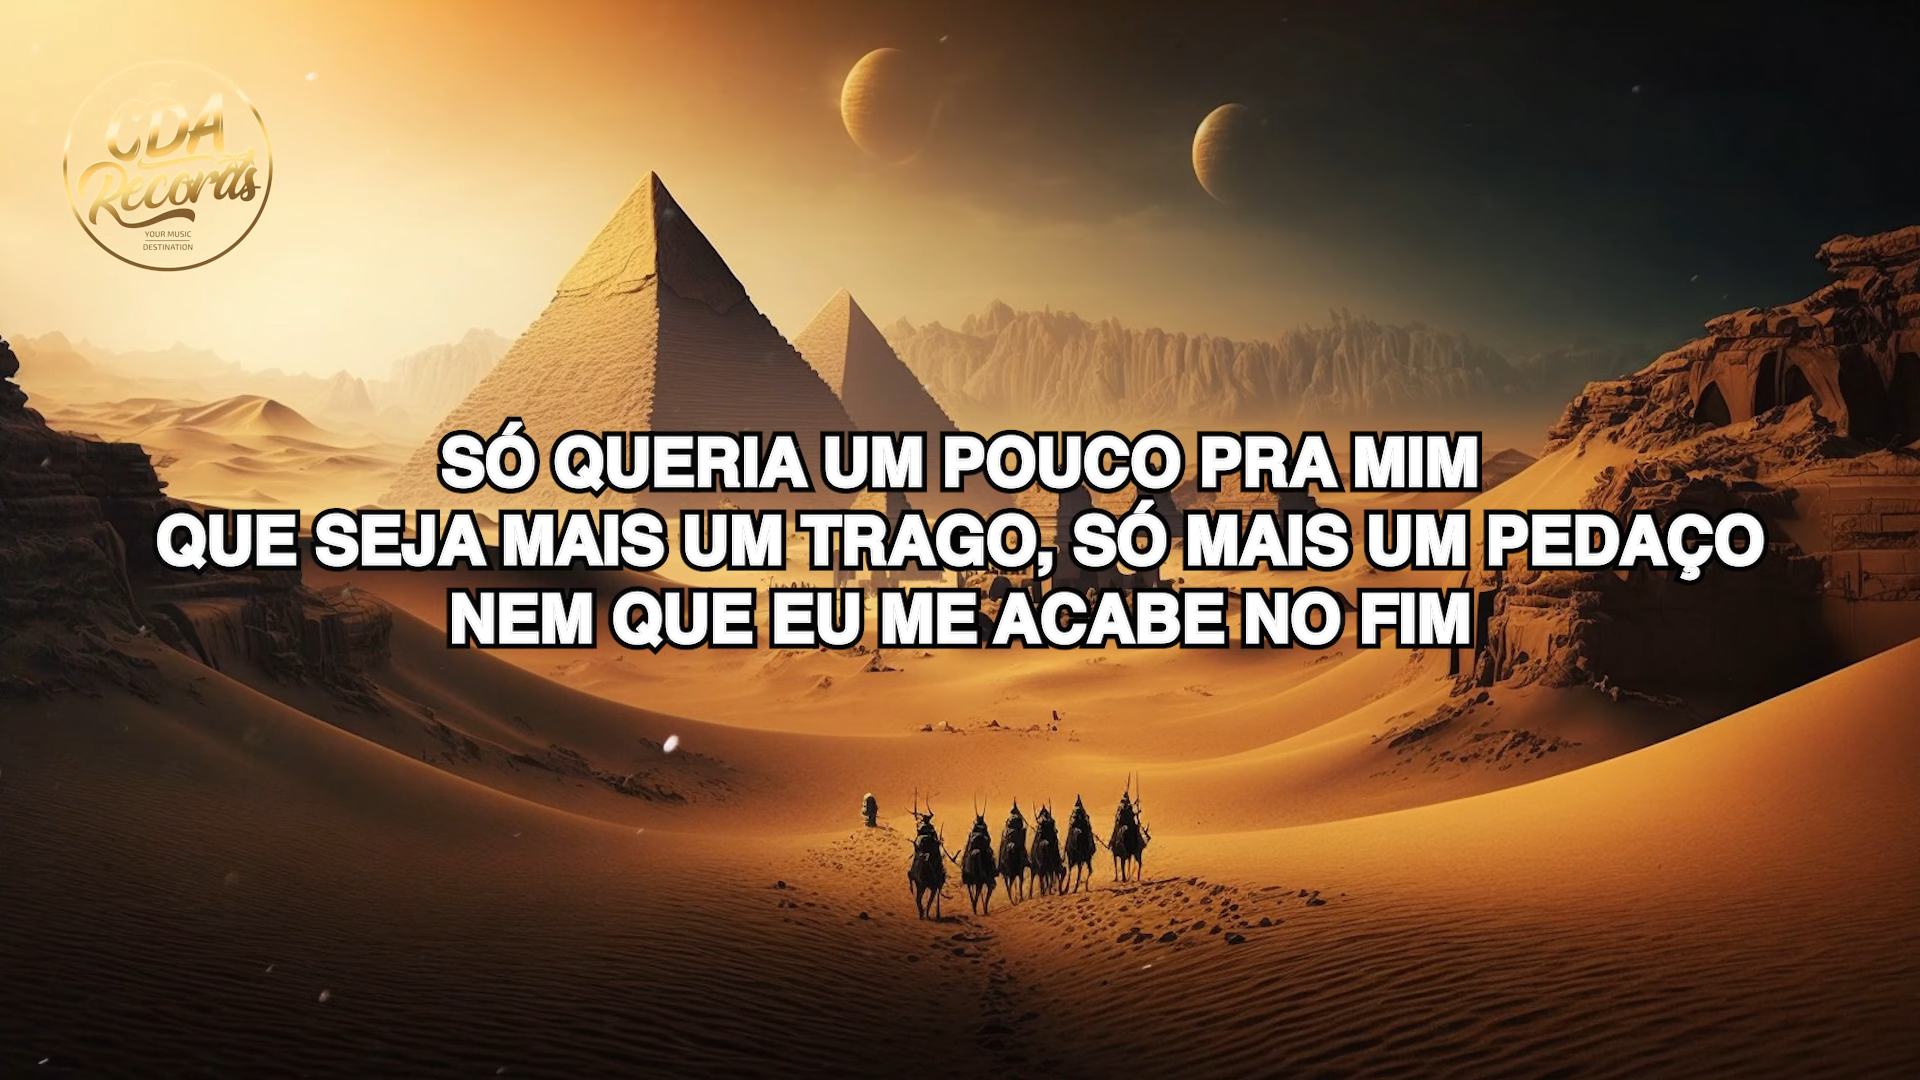 CDA
Records
YOUR MUSIC
DESTINATION
SÓ QUERIA UM POUCO PRA MIM
QUE SEJA MAIS UM TRAGO, SÓ MAIS UM PEDAÇO
NEM QUE EU ME ACABE NO FIM